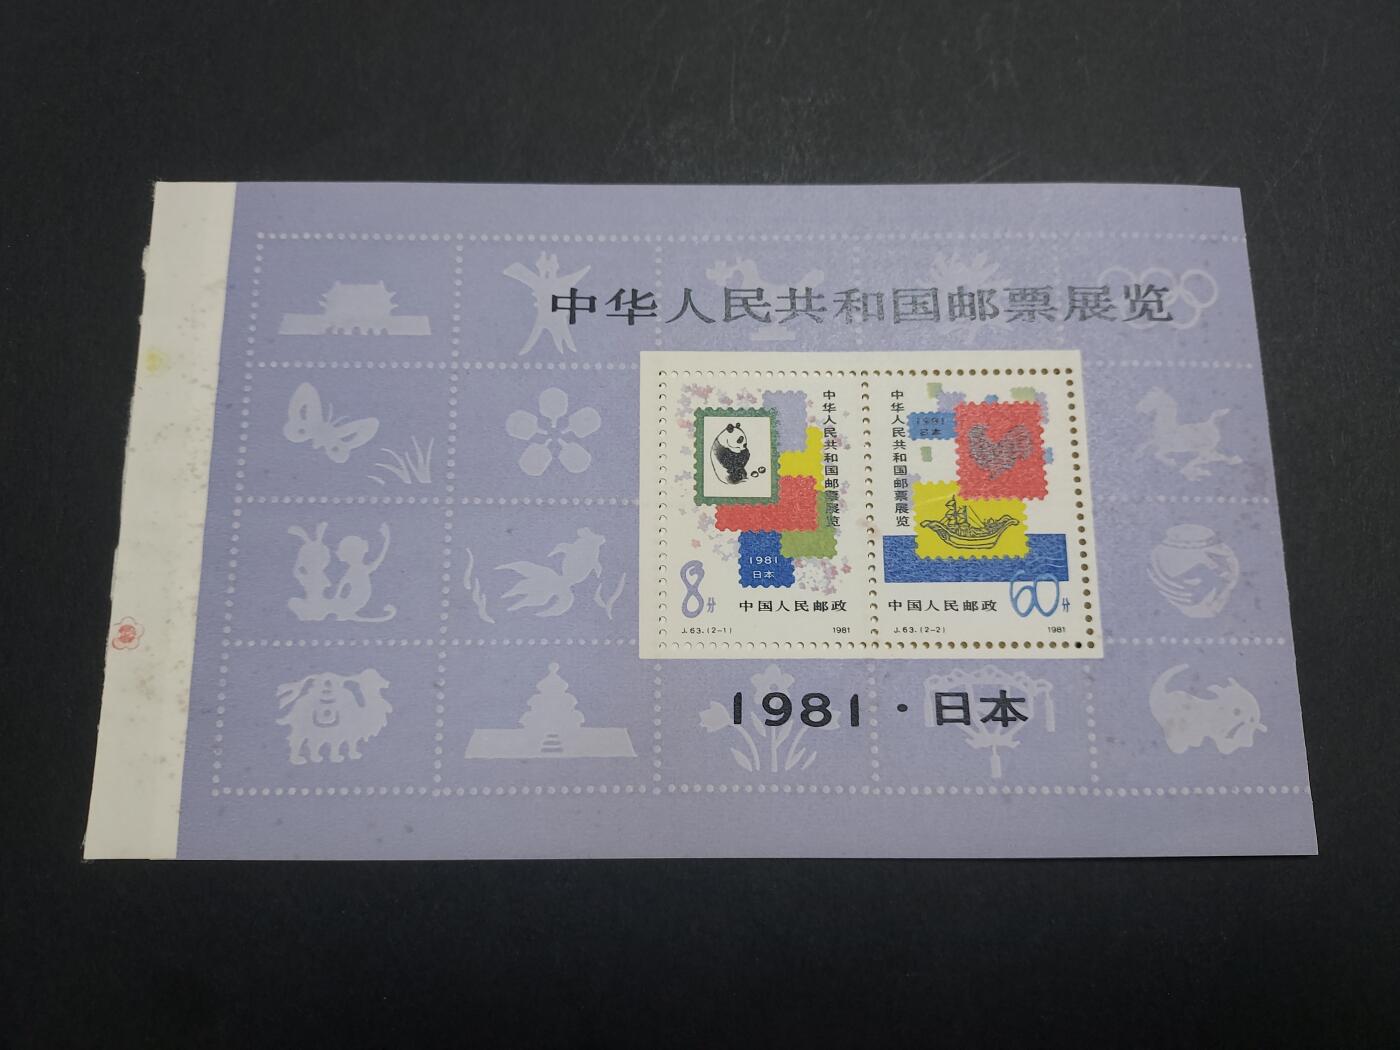 中华人民共和国邮票展览
中华人民共和国邮票展览
1981
日本
8分
中国人民邮政
J.63.(2-1)
1981
中华人民共和国邮票展览
1981
日本
中国人民邮政
60分
J.63.(2-2)
1981
1981·日本